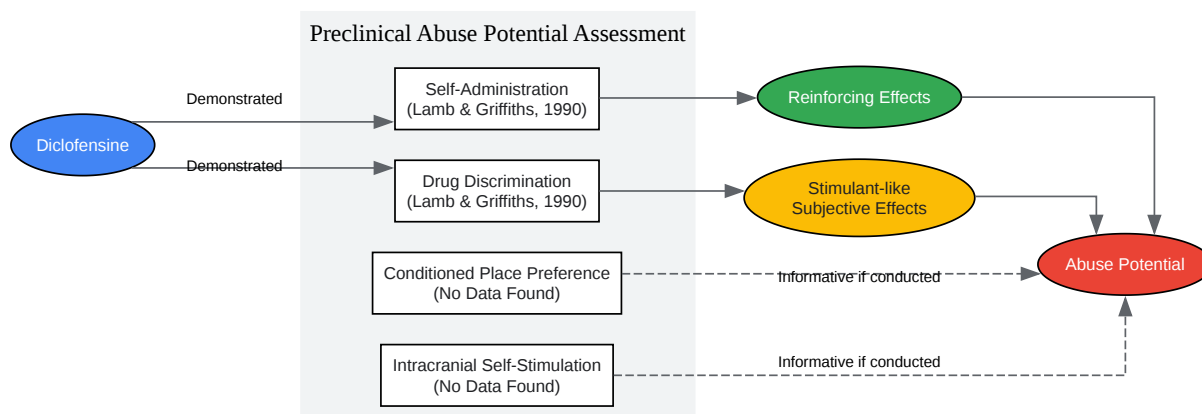 Preclinical Abuse Potential Assessment
Self-Administration
(Lamb & Griffiths, 1990)
Demonstrated
Reinforcing Effects
Diclofensine
Demonstrated
Drug Discrimination
(Lamb & Griffiths, 1990)
Stimulant-like
Subjective Effects
Conditioned Place Preference
(No Data Found)
Informative if conducted
Abuse Potential
Intracranial Self-Stimulation
(No Data Found)
Informative if conducted